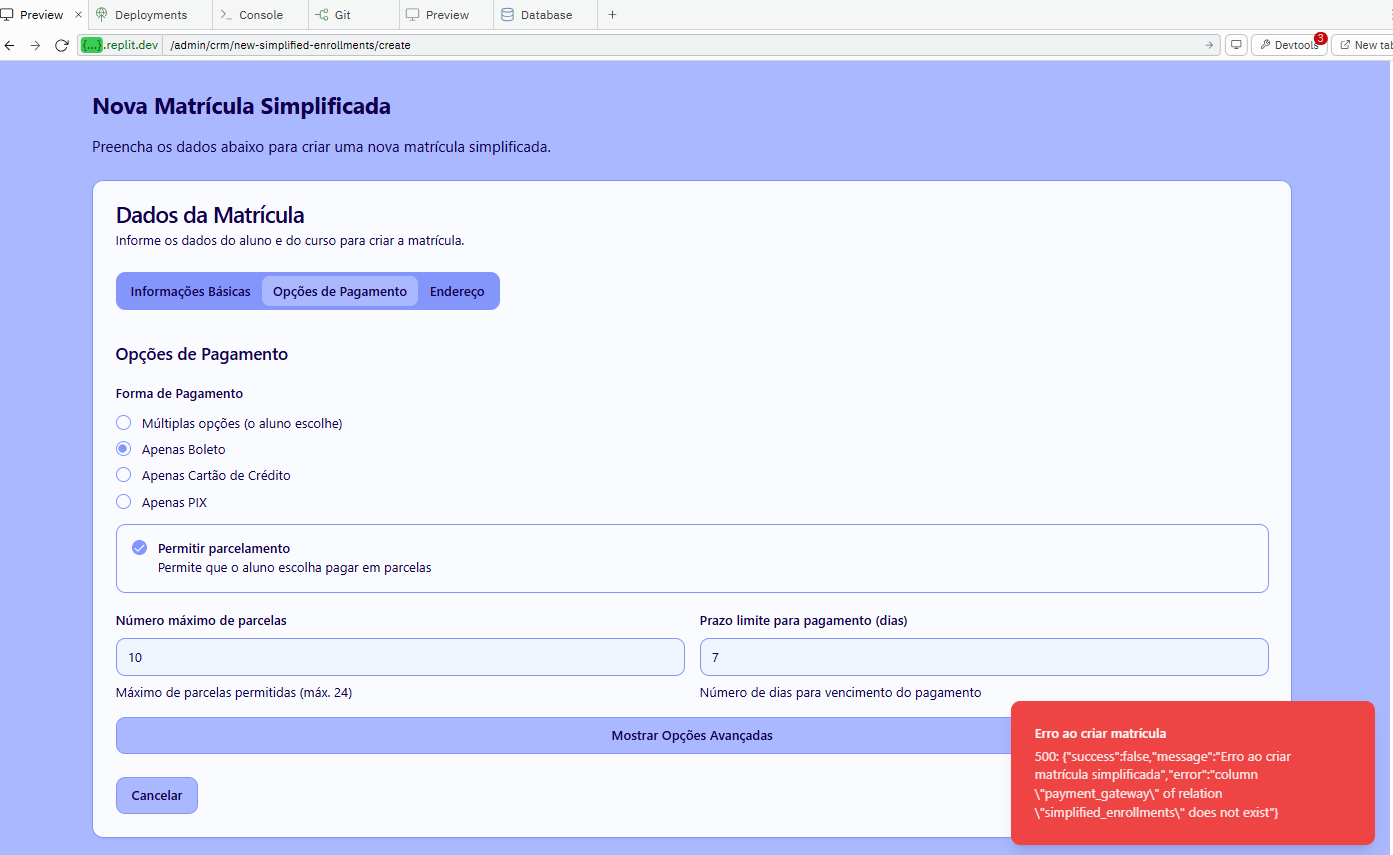 Preview
Deployments
Console
Git
Preview
Database
{...}.replit.dev /admin/crm/new-simplified-enrollments/create
Devtools 3
New tab
Nova Matrícula Simplificada
Preencha os dados abaixo para criar uma nova matrícula simplificada.
Dados da Matrícula
Informe os dados do aluno e do curso para criar a matrícula.
Informações Básicas
Opções de Pagamento
Endereço
Opções de Pagamento
Forma de Pagamento
Múltiplas opções (o aluno escolhe)
Apenas Boleto
Apenas Cartão de Crédito
Apenas PIX
Permitir parcelamento
Permite que o aluno escolha pagar em parcelas
Número máximo de parcelas
10
Máximo de parcelas permitidas (máx. 24)
Prazo limite para pagamento (dias)
7
Número de dias para vencimento do pagamento
Mostrar Opções Avançadas
Cancelar
Erro ao criar matrícula
500: {"success":false,"message":"Erro ao criar
matrícula simplificada","error":"column
\"payment_gateway\" of relation
\"simplified_enrollments\" does not exist"}